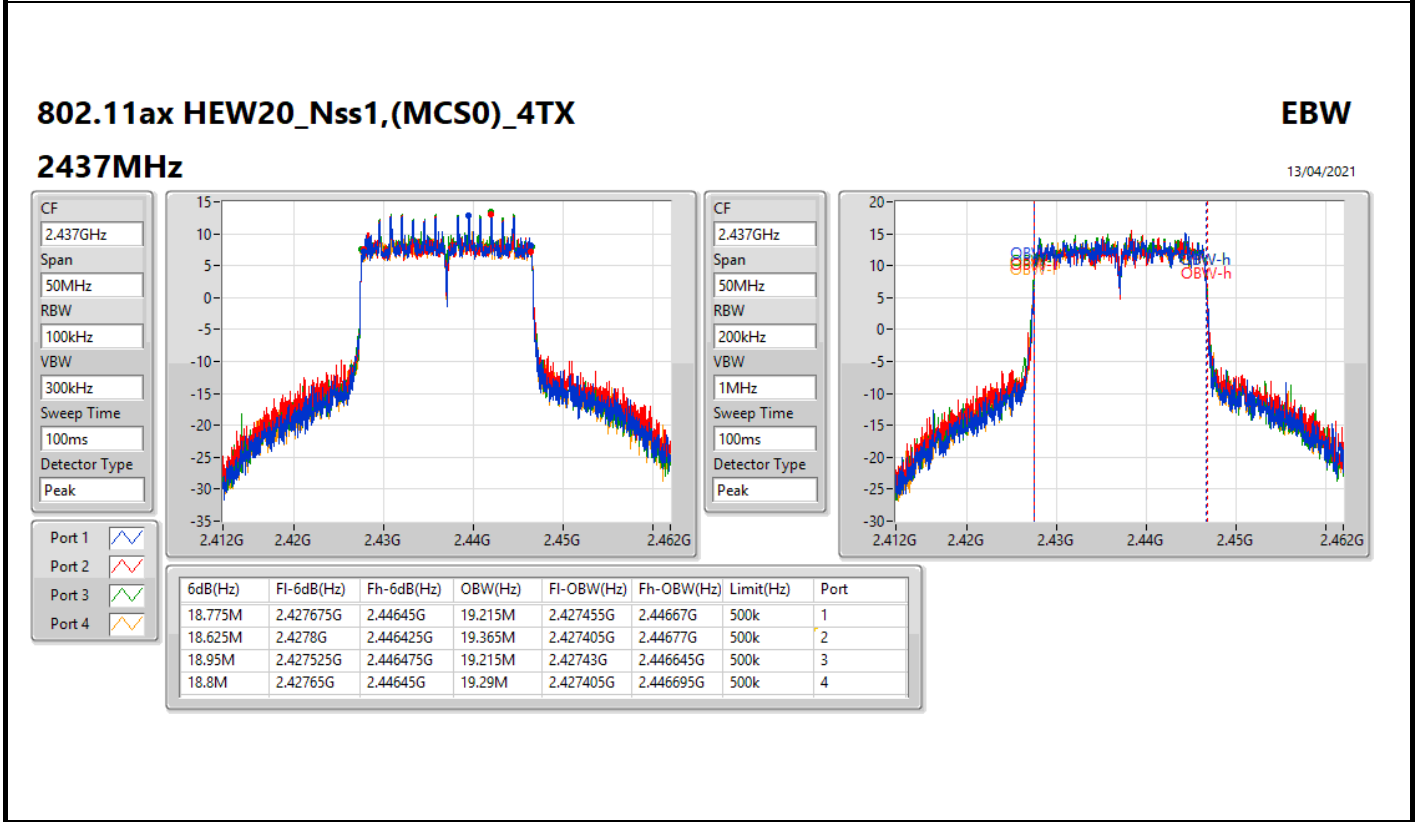 802.11ax HEW20_Nss1,(MCS0)_4TX
EBW
2437MHz
13/04/2021
CF
2.437GHz
Span
50MHz
RBW
100kHz
VBW
300kHz
Sweep Time
100ms
Detector Type
Peak
15
10
5
0
-5
-10
-15
-20
-25
-30
-35
2.412G 2.42G 2.43G 2.44G 2.45G 2.462G
CF
2.437GHz
Span
50MHz
RBW
200kHz
VBW
1MHz
Sweep Time
100ms
Detector Type
Peak
20
15
10
5
0
-5
-10
-15
-20
-25
-30
OBW-h
OBW-h
2.412G 2.42G 2.43G 2.44G 2.45G 2.462G
Port 1
Port 2
Port 3
Port 4
6dB(Hz) Fl-6dB(Hz) Fh-6dB(Hz) OBW(Hz) Fl-OBW(Hz) Fh-OBW(Hz) Limit(Hz) Port
18.775M 2.427675G 2.44645G 19.215M 2.427455G 2.44667G 500k 1
18.625M 2.4278G 2.446425G 19.365M 2.427405G 2.44677G 500k 2
18.95M 2.427525G 2.446475G 19.215M 2.42743G 2.446645G 500k 3
18.8M 2.42765G 2.44645G 19.29M 2.427405G 2.446695G 500k 4